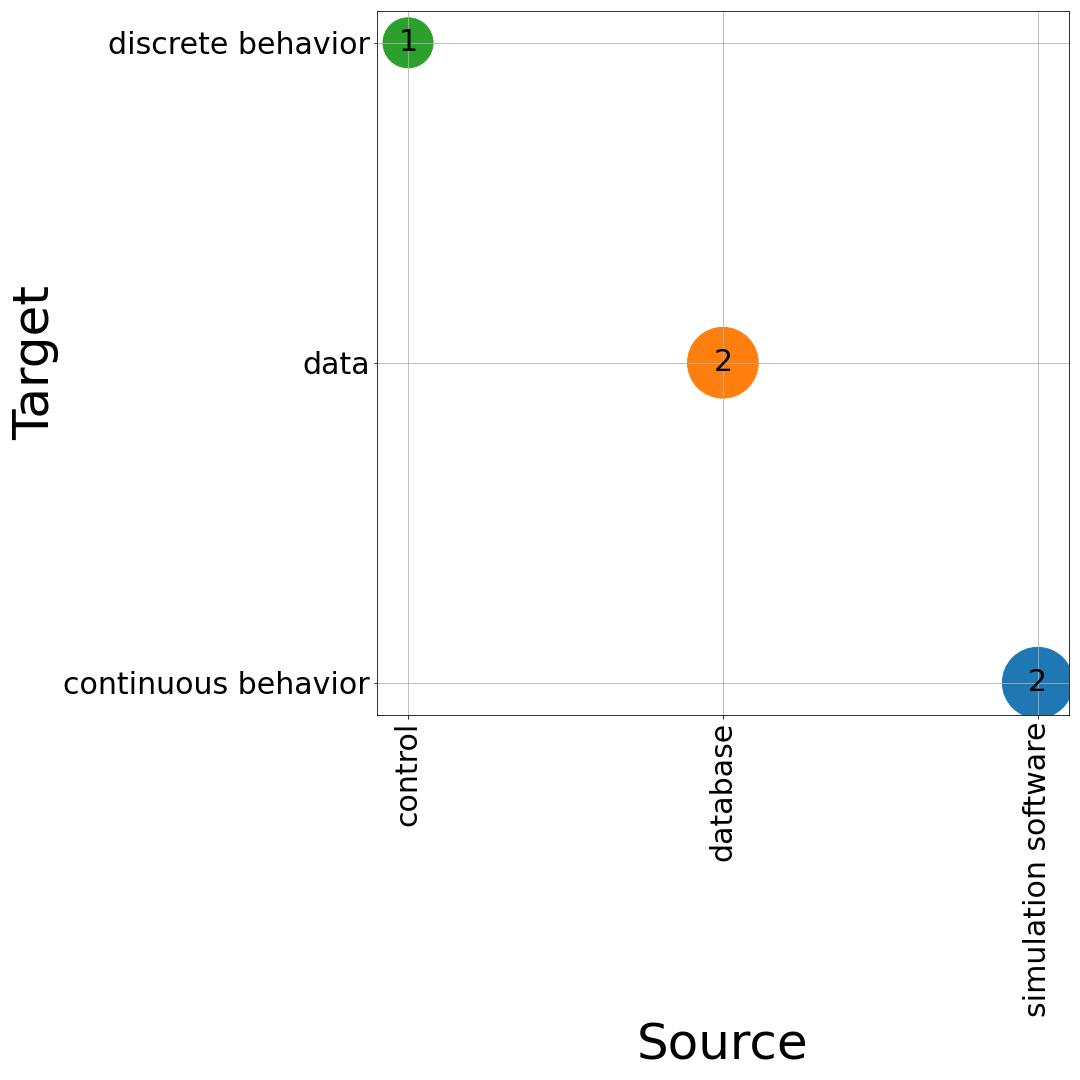 discrete behavior
1
Target
data
2
continuous behavior
2
control
database
simulation software
Source